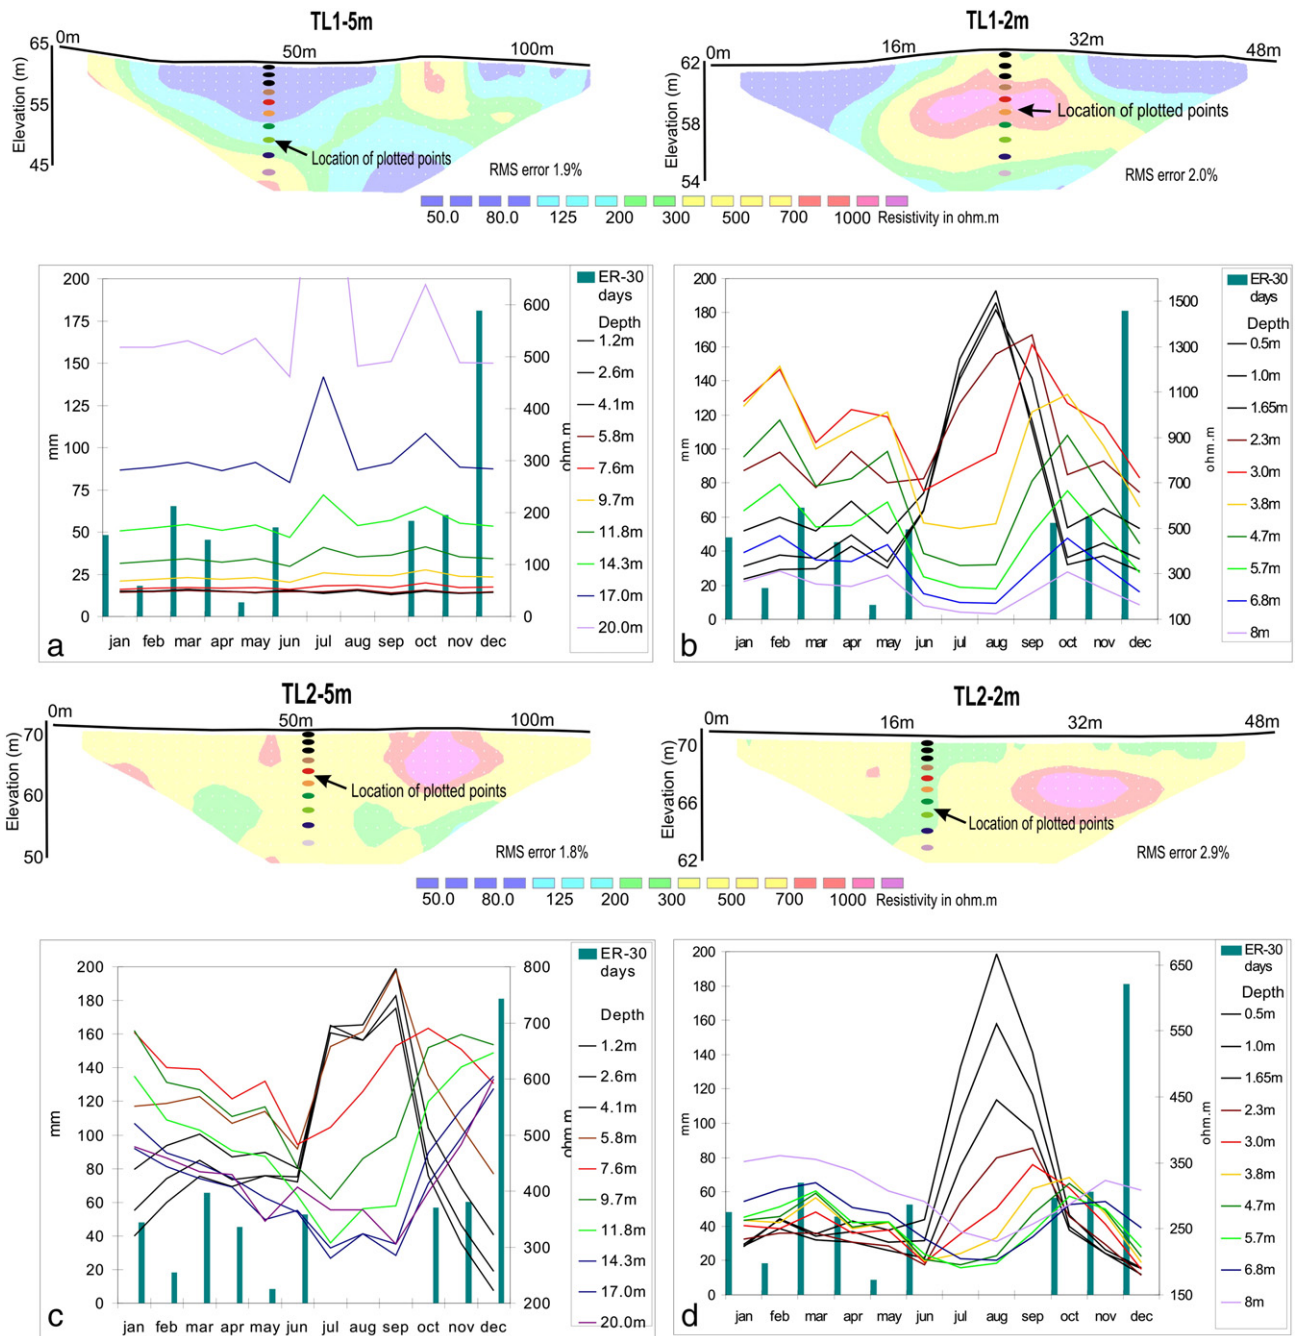 TL1-5m
0m 50m 100m
65
55
45
Elevation (m)
Location of plotted points
RMS error 1.9%
TL1-2m
0m 16m 32m 48m
62
58
54
Elevation (m)
Location of plotted points
RMS error 2.0%
50.0 80.0 125 200 300 500 700 1000 Resistivity in ohm.m
200
175
150
125
100
75
50
25
0
mm
600
500
400
300
200
100
0
ohm.m
jan feb mar apr may jun jul aug sep oct nov dec
a
ER-30
days
Depth
1.2m
2.6m
4.1m
5.8m
7.6m
9.7m
11.8m
14.3m
17.0m
20.0m
200
180
160
140
120
100
80
60
40
20
0
mm
1500
1300
1100
900
700
500
300
100
ohm.m
jan feb mar apr may jun jul aug sep oct nov dec
b
ER-30
days
Depth
0.5m
1.0m
1.65m
2.3m
3.0m
3.8m
4.7m
5.7m
6.8m
8m
TL2-5m
0m 50m 100m
70
60
50
Elevation (m)
Location of plotted points
RMS error 1.8%
TL2-2m
0m 16m 32m 48m
70
66
62
Elevation (m)
Location of plotted points
RMS error 2.9%
50.0 80.0 125 200 300 500 700 1000 Resistivity in ohm.m
200
180
160
140
120
100
80
60
40
20
0
mm
800
700
600
500
400
300
200
ohm.m
jan feb mar apr may jun jul aug sep oct nov dec
c
ER-30
days
Depth
1.2m
2.6m
4.1m
5.8m
7.6m
9.7m
11.8m
14.3m
17.0m
20.0m
200
180
160
140
120
100
80
60
40
20
0
mm
650
550
450
350
250
150
ohm.m
jan feb mar apr may jun jul aug sep oct nov dec
d
ER-30
days
Depth
0.5m
1.0m
1.65m
2.3m
3.0m
3.8m
4.7m
5.7m
6.8m
8m